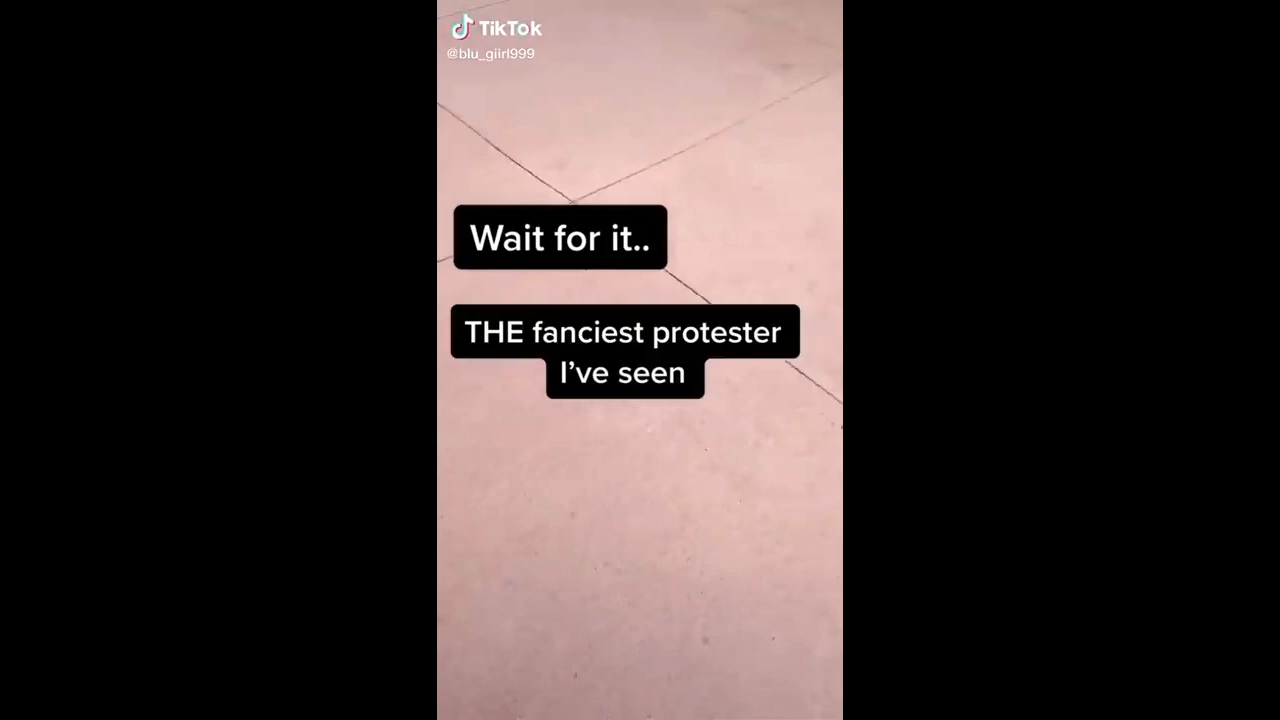 TikTok
@blu_giirl999
Wait for it..
THE fanciest protester
I've seen